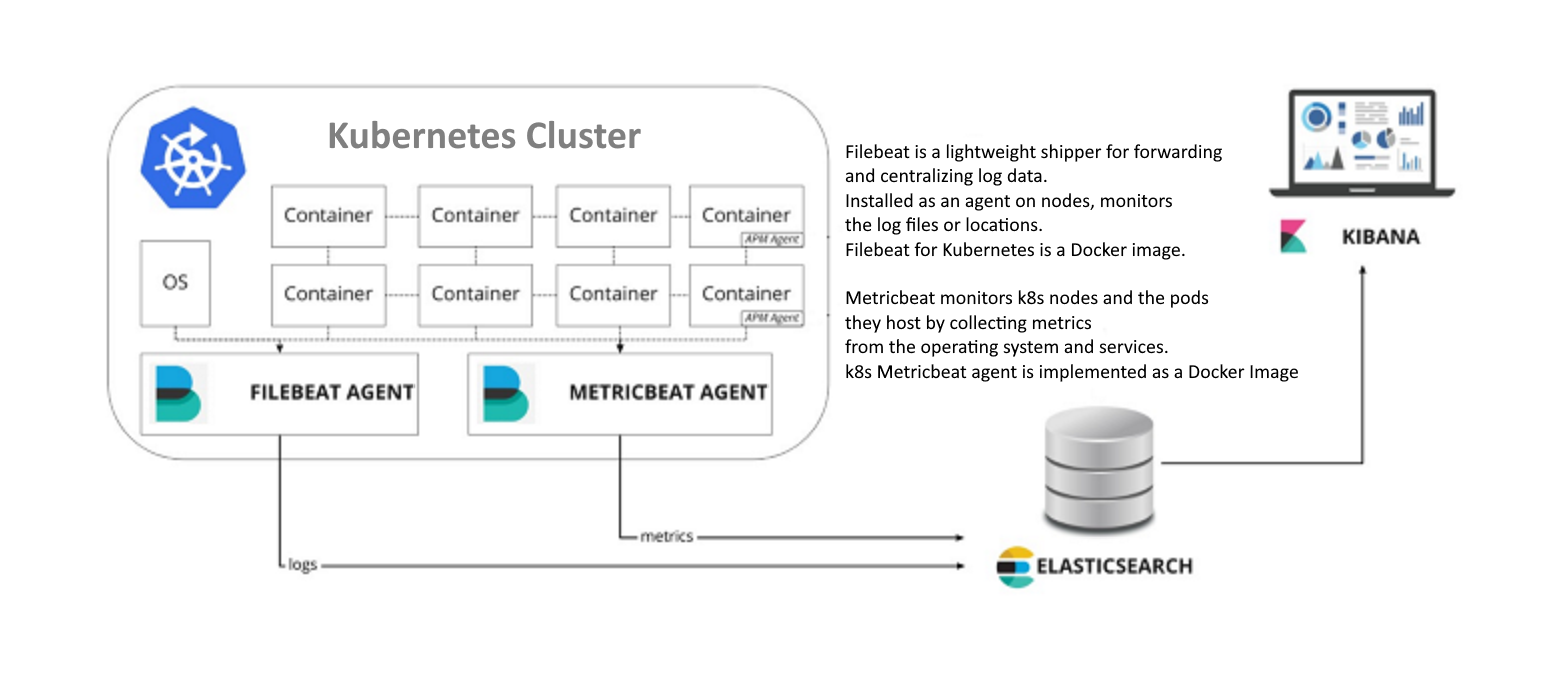 Kubernetes Cluster
Container
Container
Container
Container
APM Agent
OS
Container
Container
Container
Container
APM Agent
FILEBEAT AGENT
METRICBEAT AGENT
Filebeat is a lightweight shipper for forwarding
and centralizing log data.
Installed as an agent on nodes, monitors
the log files or locations.
Filebeat for Kubernetes is a Docker image.
Metricbeat monitors k8s nodes and the pods
they host by collecting metrics
from the operating system and services.
k8s Metricbeat agent is implemented as a Docker Image
KIBANA
metrics
logs
ELASTICSEARCH